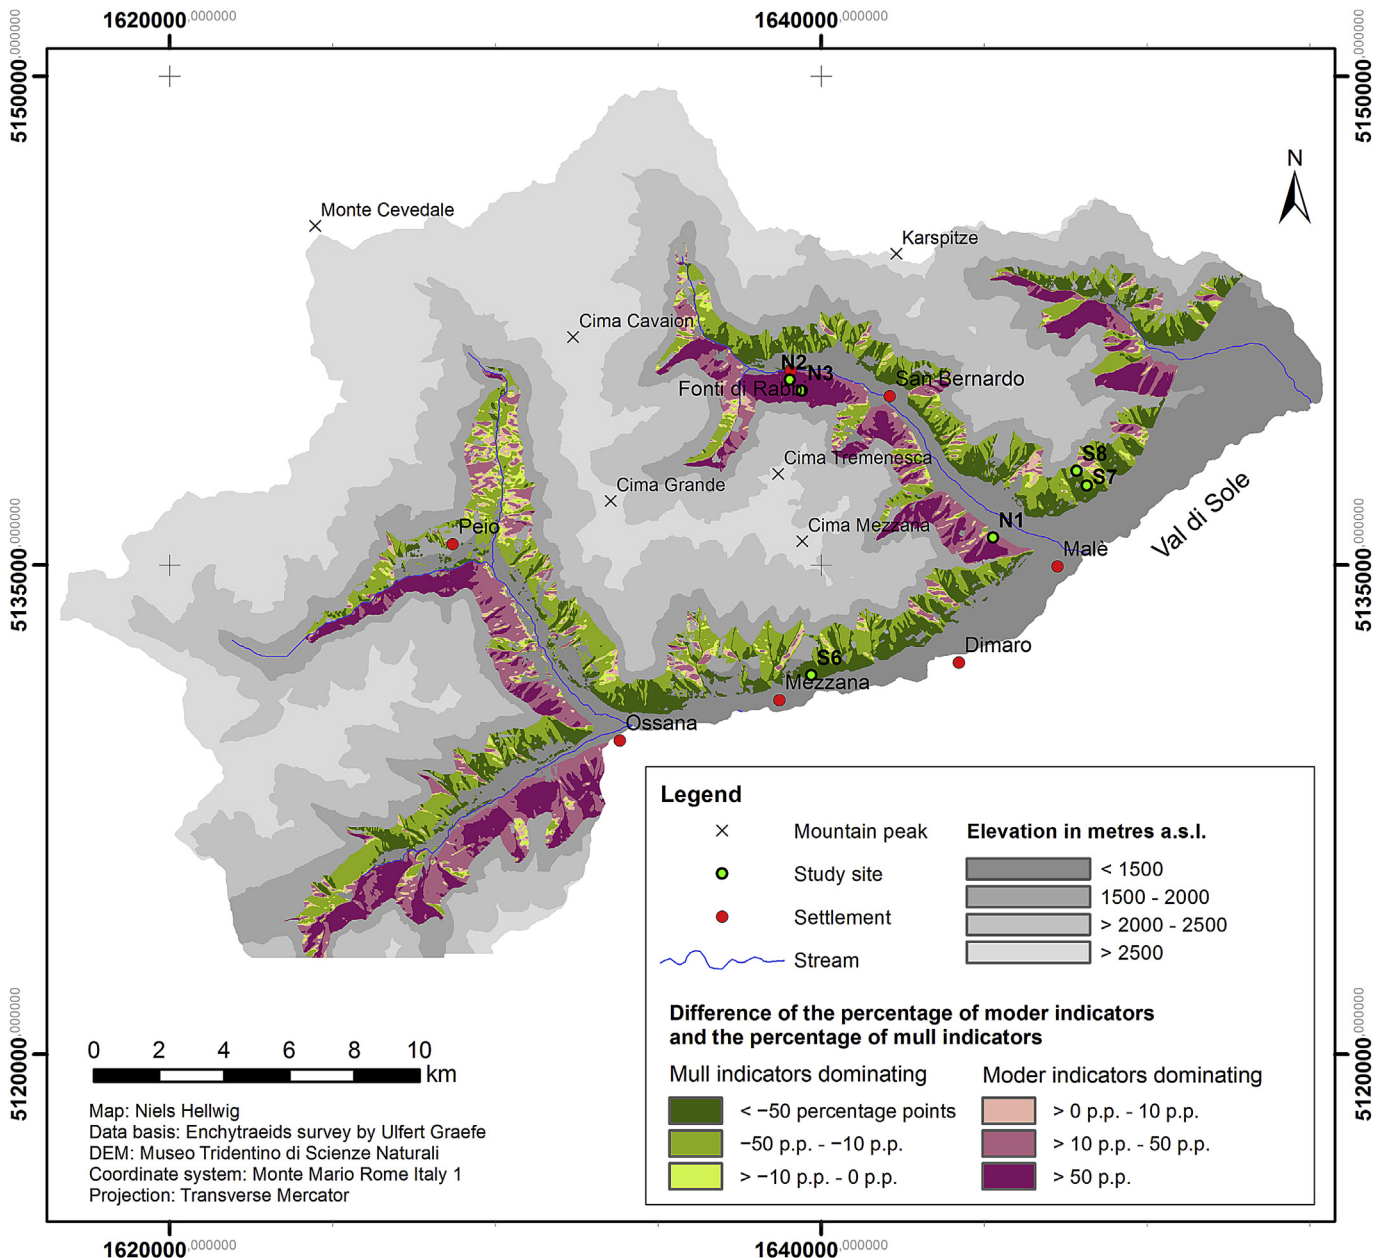 1620000,000000
1640000,000000
5150000,000000
5150000,000000
N
Monte Cevedale
Karspitze
Cima Cavaion
N2
N3
Fonti di Rabbi
San Bernardo
Cima Tremenesca
Cima Grande
S8
S7
Val di Sole
Peio
Cima Mezzana
N1
Malè
5135000,000000
5135000,000000
Dimaro
S6
Mezzana
Ossana
Legend
Mountain peak
Study site
Settlement
Stream
Elevation in metres a.s.l.
< 1500
1500 - 2000
> 2000 - 2500
> 2500
Difference of the percentage of moder indicators
and the percentage of mull indicators
Mull indicators dominating
< −50 percentage points
−50 p.p. - −10 p.p.
> −10 p.p. - 0 p.p.
Moder indicators dominating
> 0 p.p. - 10 p.p.
> 10 p.p. - 50 p.p.
> 50 p.p.
0 2 4 6 8 10
km
Map: Niels Hellwig
Data basis: Enchytraeids survey by Ulfert Graefe
DEM: Museo Tridentino di Scienze Naturali
Coordinate system: Monte Mario Rome Italy 1
Projection: Transverse Mercator
5120000,000000
5120000,000000
1620000,000000
1640000,000000